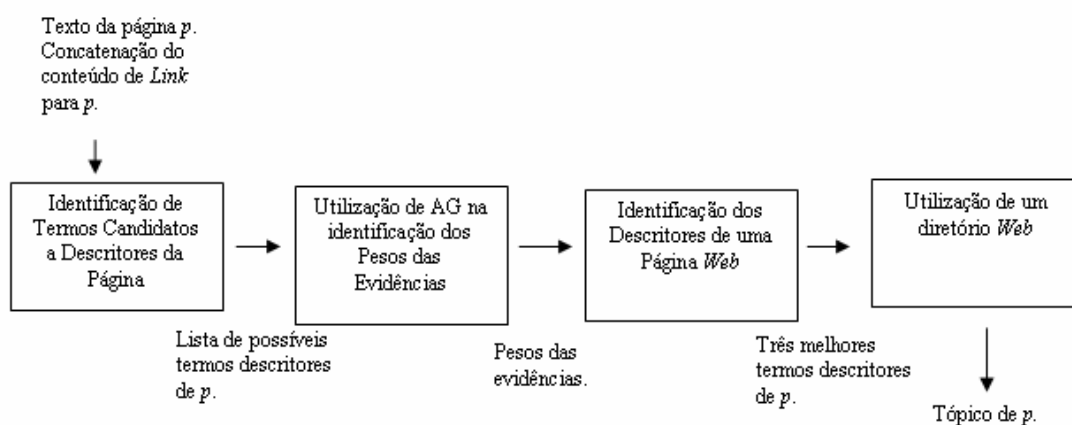 Texto da página p.
Concatenação do
conteúdo de Link
para p.
Identificação de
Termos Candidatos
a Descritores da
Página
Utilização de AG na
identificação dos
Pesos das
Evidências
Identificação dos
Descritores de uma
Página Web
Utilização de um
diretório Web
Lista de possíveis
termos descritores
de p.
Pesos das
evidências.
Três melhores
termos descritores
de p.
Tópico de p.